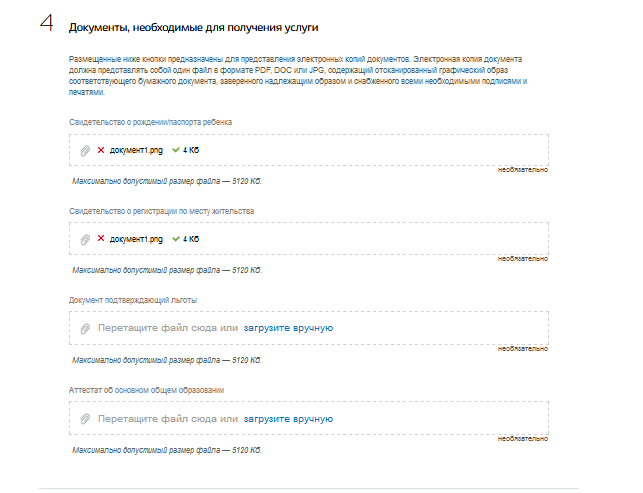 4 Документы, необходимые для получения услуги
Размещенные ниже кнопки предназначены для представления электронных копий документов. Электронная копия документа
должна представлять собой один файл в формате PDF, DOC или JPG, содержащий отсканированный графический образ
соответствующего бумажного документа, заверенного надлежащим образом и снабженного всеми необходимыми подписями и
печатями.
Свидетельство о рождении/паспорта ребенка
документ1.png 4 Кб
необязательно
Максимально допустимый размер файла — 5120 Кб.
Свидетельство о регистрации по месту жительства
документ1.png 4 Кб
необязательно
Максимально допустимый размер файла — 5120 Кб.
Документ подтверждающий льготы
Перетащите файл сюда или загрузите вручную
необязательно
Максимально допустимый размер файла — 5120 Кб.
Аттестат об основном общем образовании
Перетащите файл сюда или загрузите вручную
необязательно
Максимально допустимый размер файла — 5120 Кб.